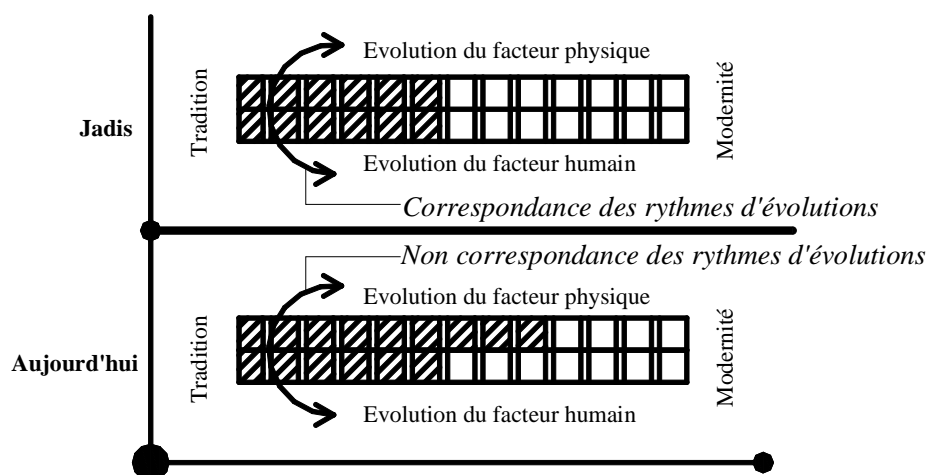 Evolution du facteur physique
Tradition
Modernité
Jadis
Evolution du facteur humain
Correspondance des rythmes d'évolutions
Non correspondance des rythmes d'évolutions
Evolution du facteur physique
Tradition
Modernité
Aujourd'hui
Evolution du facteur humain